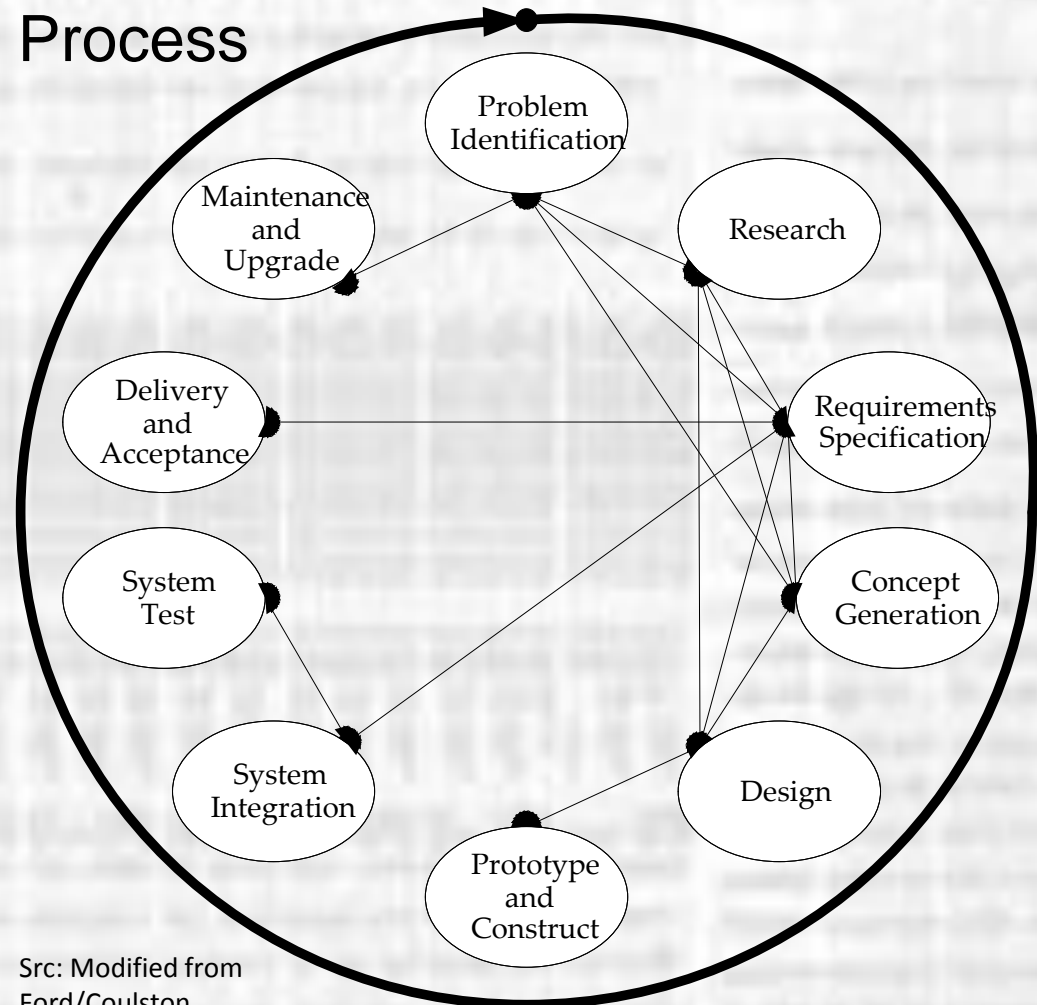 Process
Problem
Identification
Research
Requirements
Specification
Concept
Generation
Design
Prototype
and
Construct
System
Integration
System
Test
Delivery
and
Acceptance
Maintenance
and
Upgrade
Src: Modified from
Ford/Coulston